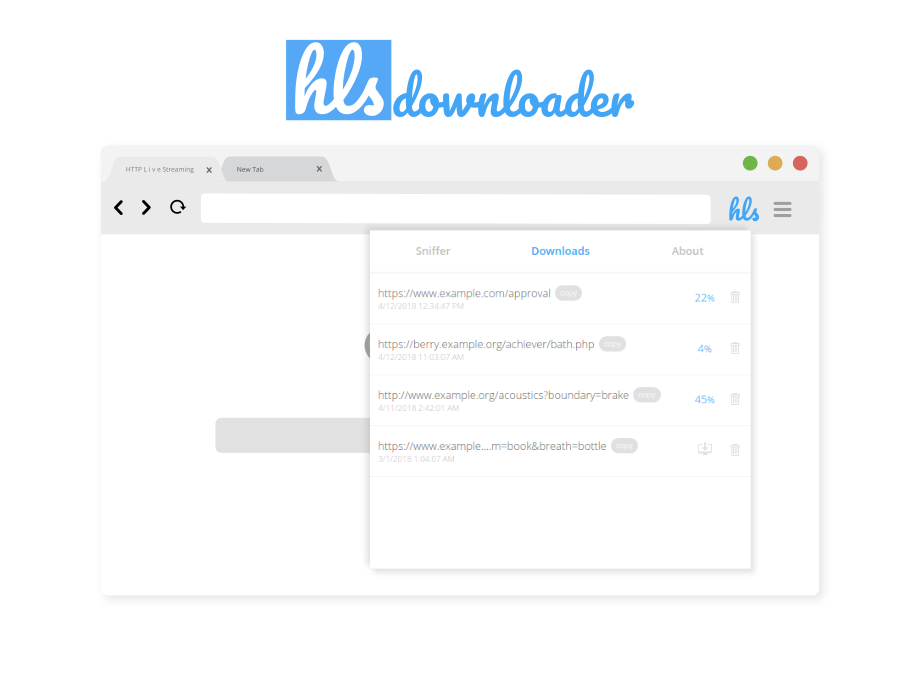 hls downloader
HTTP L i v e Streaming x New Tab x
hls
Sniffer Downloads About
https://www.example.com/approval copy
22%
4/12/2018 12:34:47 PM
https://berry.example.org/achiever/bath.php copy
4%
4/12/2018 11:03:07 AM
http://www.example.org/acoustics?boundary=brake copy
45%
4/11/2018 2:42:01 AM
https://www.example....m=book&breath=bottle copy
3/1/2018 1:04:07 AM